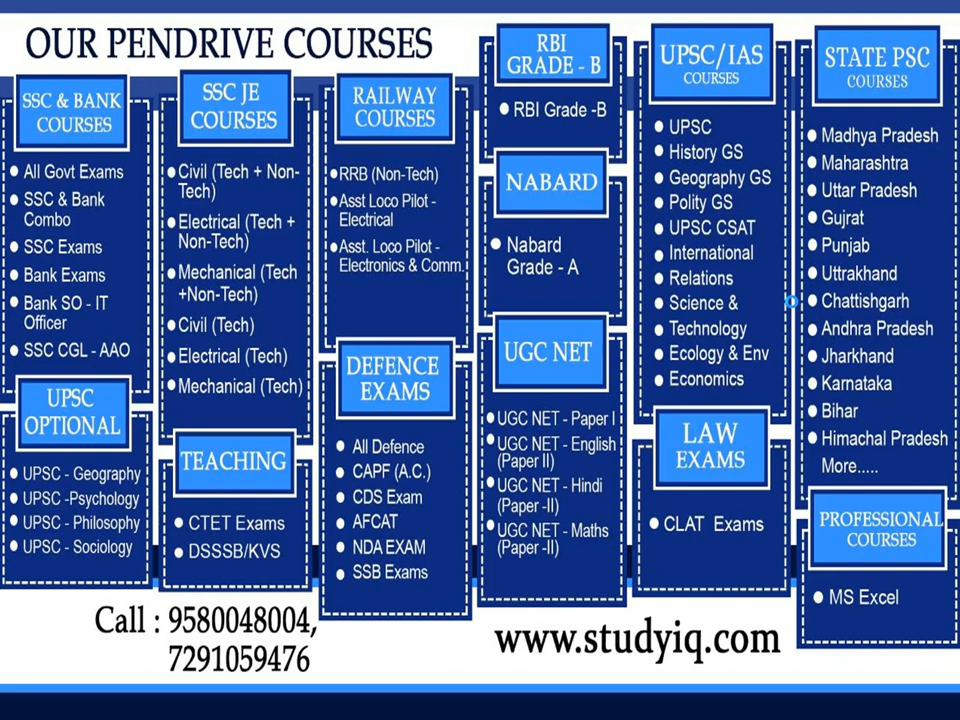 OUR PENDRIVE COURSES
SSC & BANK
COURSES
All Govt Exams
SSC & Bank
Combo
SSC Exams
Bank Exams
Bank SO - IT
Officer
SSC CGL - AAO
UPSC
OPTIONAL
UPSC - Geography
UPSC -Psychology
UPSC - Philosophy
UPSC - Sociology
SSC JE
COURSES
Civil (Tech + Non-
Tech)
Electrical (Tech +
Non-Tech)
Mechanical (Tech
+Non-Tech)
Civil (Tech)
Electrical (Tech)
Mechanical (Tech)
TEACHING
CTET Exams
DSSSB/KVS
RAILWAY
COURSES
RRB (Non-Tech)
Asst Loco Pilot -
Electrical
Asst. Loco Pilot -
Electronics & Comm.
DEFENCE
EXAMS
All Defence
CAPF (A.C.)
CDS Exam
AFCAT
NDA EXAM
SSB Exams
RBI
GRADE - B
RBI Grade -B
NABARD
Nabard
Grade - A
UGC NET
UGC NET - Paper I
UGC NET - English
(Paper II)
UGC NET - Hindi
(Paper -II)
UGC NET - Maths
(Paper -II)
UPSC/IAS
COURSES
UPSC
History GS
Geography GS
Polity GS
UPSC CSAT
International
Relations
Science &
Technology
Ecology & Env
Economics
LAW
EXAMS
CLAT Exams
STATE PSC
COURSES
Madhya Pradesh
Maharashtra
Uttar Pradesh
Gujrat
Punjab
Uttrakhand
Chattishgarh
Andhra Pradesh
Jharkhand
Karnataka
Bihar
Himachal Pradesh
More.....
PROFESSIONAL
COURSES
MS Excel
Call : 9580048004,
7291059476
www.studyiq.com